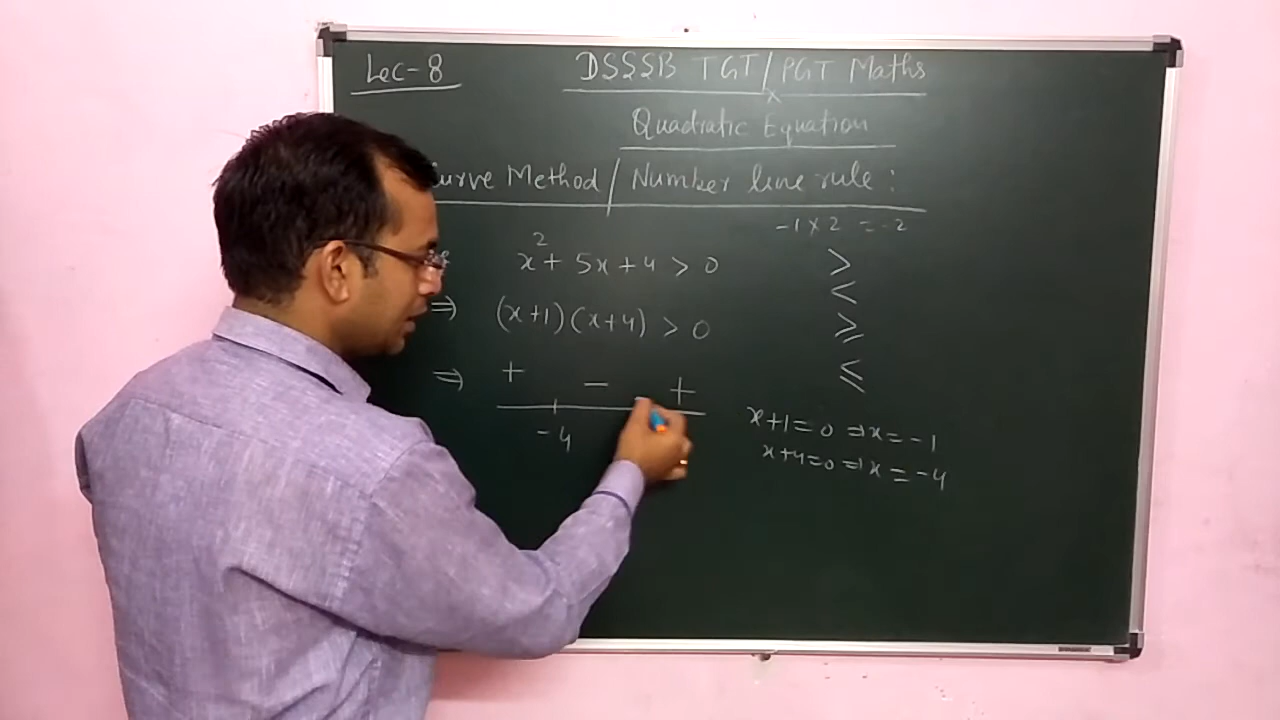 Lec-8
DSSSB TGT/PGT Maths
Quadratic Equation
Curve Method / Number line rule :
-1 x 2 = -2
x² + 5x + 4 > 0
>
<
⇒ (x+1)(x+4) > 0
≥
≤
⇒ + - +
-4
x+1=0 ⇒ x = -1
x+4=0 ⇒ x = -4